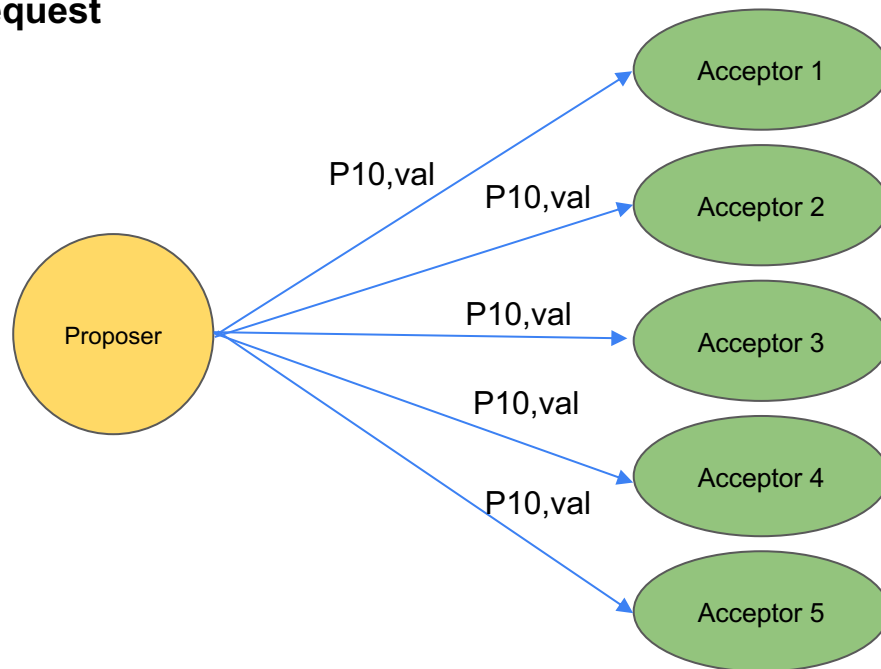 equest
Acceptor 1
P10,val
P10,val
Acceptor 2
P10,val
Proposer
Acceptor 3
P10,val
Acceptor 4
P10,val
Acceptor 5